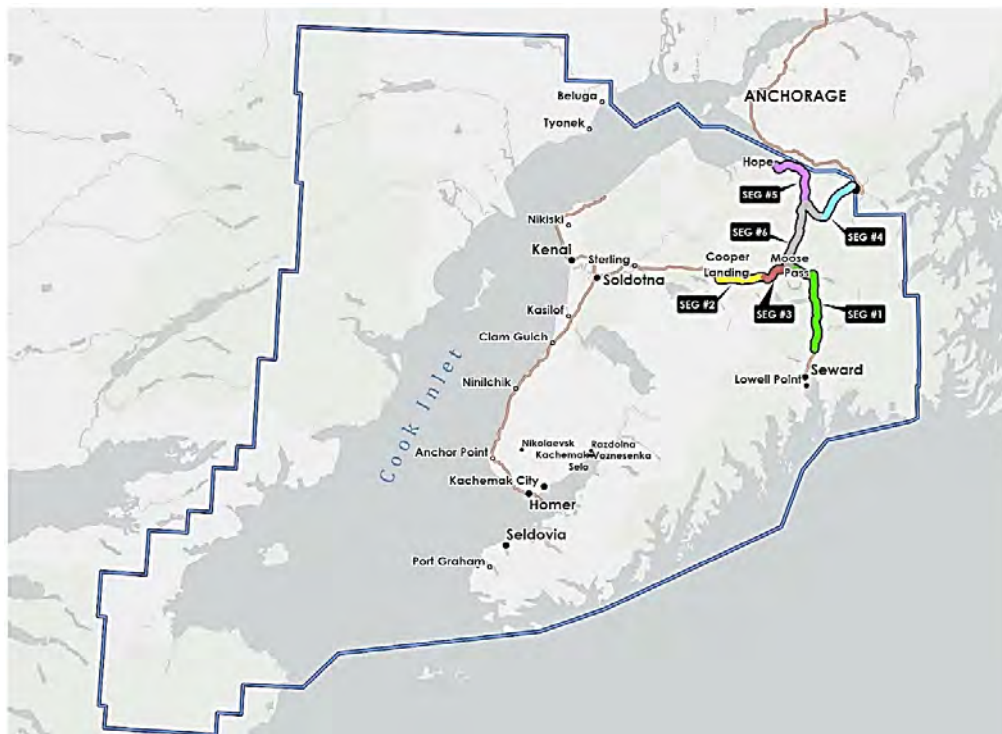 Beluga
ANCHORAGE
Tyonek
Hope
SEG #5
Nikiski
SEG #6
SEG #4
Kenai
Sterling
Cooper
Landing
Moose
Pass
Soldotna
SEG #2
SEG #3
SEG #1
Kasilof
Clam Gulch
Cook Inlet
Seward
Lowell Point
Ninilchik
Nikolaevsk
Razdolna
Kachemak
Voznesenka
Selo
Anchor Point
Kachemak City
Homer
Seldovia
Port Graham